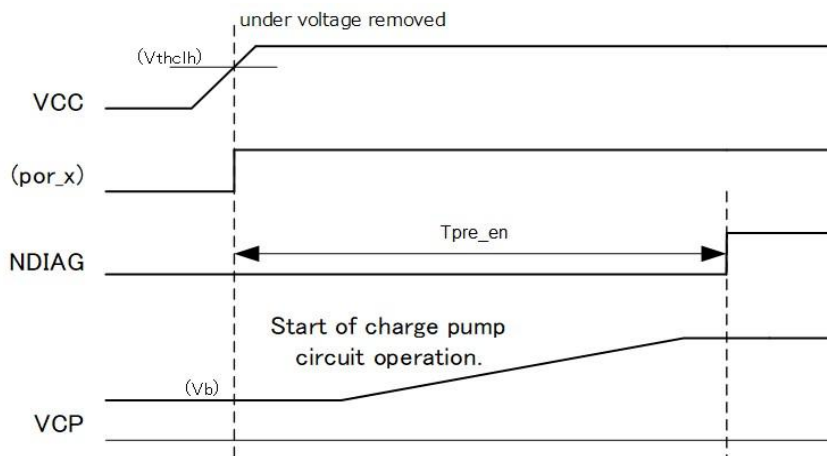 under voltage removed
(Vthclh)
VCC
(por_x)
Tpre_en
NDIAG
Start of charge pump
circuit operation.
(Vb)
VCP